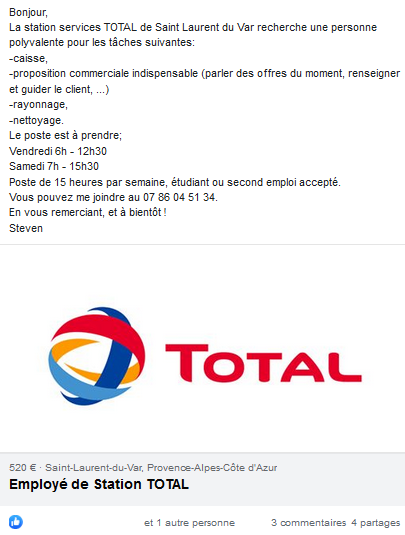 Bonjour,
La station services TOTAL de Saint Laurent du Var recherche une personne
polyvalente pour les tâches suivantes:
-caisse,
-proposition commerciale indispensable (parler des offres du moment, renseigner
et guider le client, ...)
-rayonnage,
-nettoyage.
Le poste est à prendre;
Vendredi 6h - 12h30
Samedi 7h - 15h30
Poste de 15 heures par semaine, étudiant ou second emploi accepté.
Vous pouvez me joindre au 07 86 04 51 34.
En vous remerciant, et à bientôt !
Steven
TOTAL
520 € · Saint-Laurent-du-Var, Provence-Alpes-Côte d'Azur
Employé de Station TOTAL
et 1 autre personne 3 commentaires 4 partages